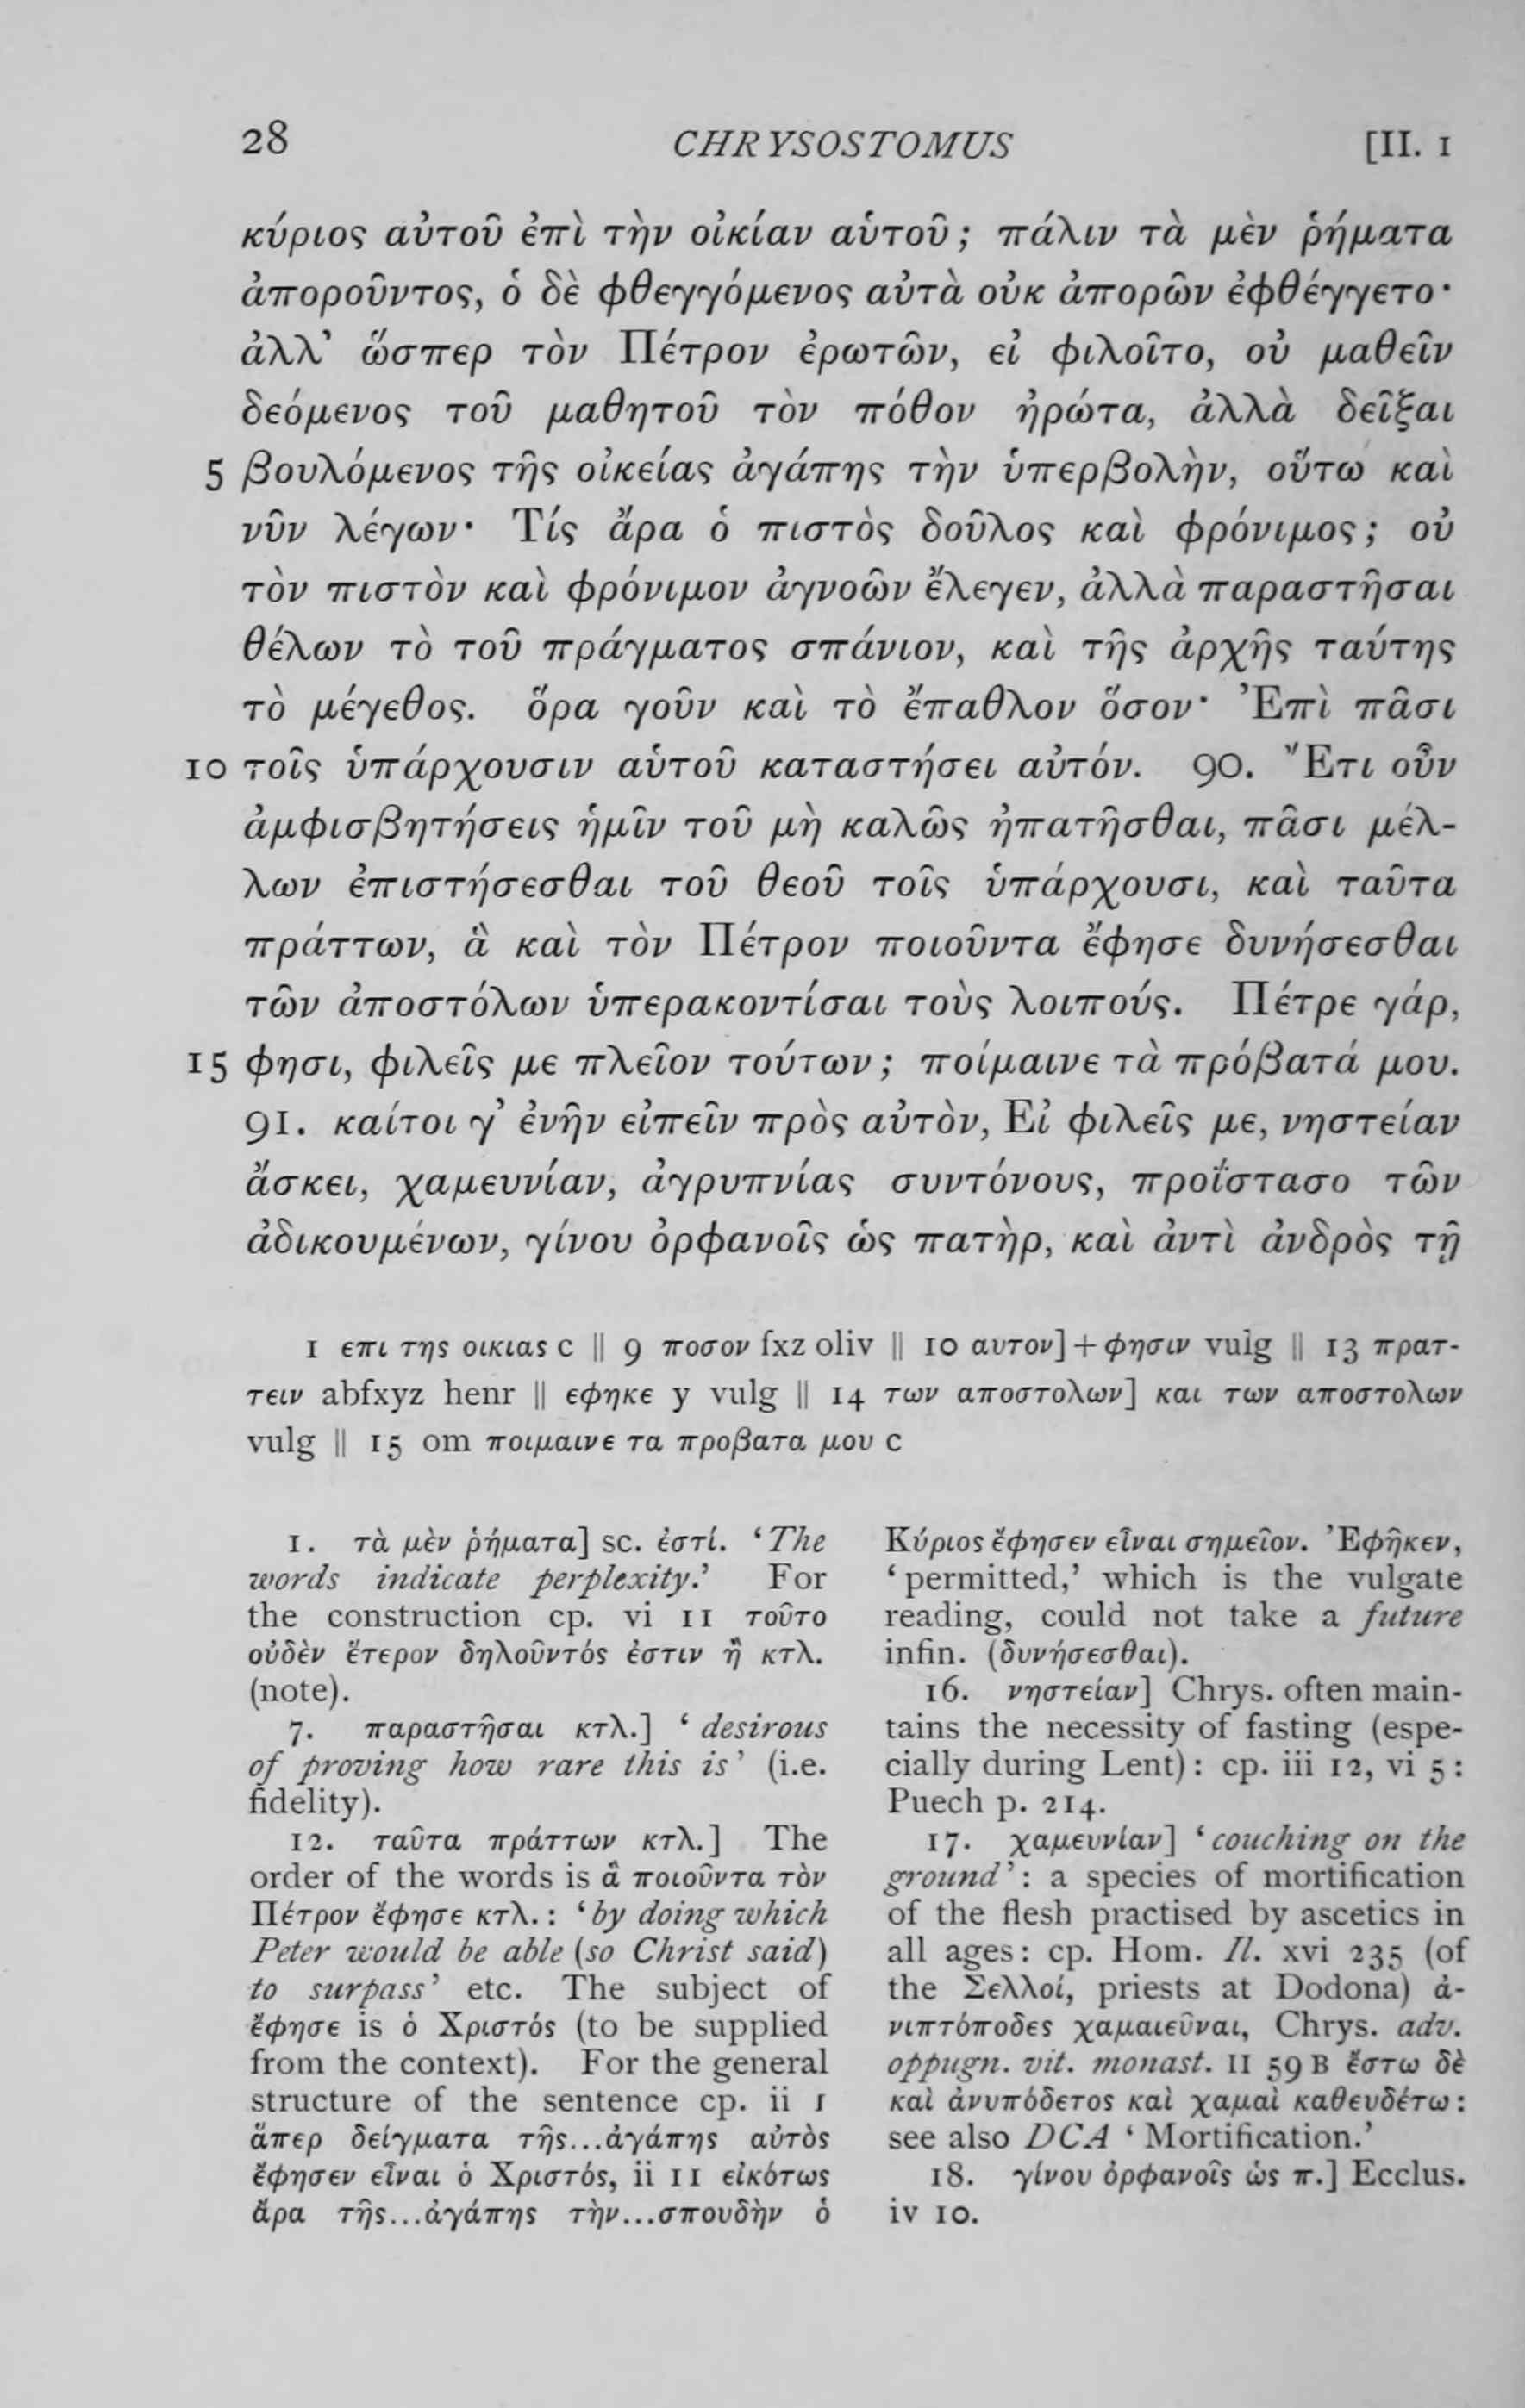 28 CHRYSOSTOMUS [II. 1
κύριος αὐτοῦ ἐπὶ τὴν οἰκίαν αὑτοῦ; πάλιν τὰ μὲν ῥήματα
ἀποροῦντος, ὁ δὲ φθεγγόμενος αὐτὰ οὐκ ἀπορῶν ἐφθέγγετο·
ἀλλ’ ὥσπερ τὸν Πέτρον ἐρωτῶν, εἰ φιλοῖτο, οὐ μαθεῖν
δεόμενος τοῦ μαθητοῦ τὸν πόθον ἠρώτα, ἀλλὰ δεῖξαι
5 βουλόμενος τῆς οἰκείας ἀγάπης τὴν ὑπερβολὴν, οὕτω καὶ
νῦν λέγων· Τίς ἄρα ὁ πιστὸς δοῦλος καὶ φρόνιμος; οὐ
τὸν πιστὸν καὶ φρόνιμον ἀγνοῶν ἔλεγεν, ἀλλὰ παραστῆσαι
θέλων τὸ τοῦ πράγματος σπάνιον, καὶ τῆς ἀρχῆς ταύτης
τὸ μέγεθος. ὅρα γοῦν καὶ τὸ ἔπαθλον ὅσον· Ἐπὶ πᾶσι
10 τοῖς ὑπάρχουσιν αὑτοῦ καταστήσει αὐτόν. 90. Ἔτι οὖν
ἀμφισβητήσεις ἡμῖν τοῦ μὴ καλῶς ἠπατῆσθαι, πᾶσι μέλ-
λων ἐπιστήσεσθαι τοῦ θεοῦ τοῖς ὑπάρχουσι, καὶ ταῦτα
πράττων, ἃ καὶ τὸν Πέτρον ποιοῦντα ἔφησε δυνήσεσθαι
τῶν ἀποστόλων ὑπερακοντίσαι τοὺς λοιπούς. Πέτρε γάρ,
15 φησι, φιλεῖς με πλεῖον τούτων; ποίμαινε τὰ πρόβατά μου.
91. καίτοι γ’ ἐνῆν εἰπεῖν πρὸς αὐτὸν, Εἰ φιλεῖς με, νηστείαν
ἄσκει, χαμευνίαν, ἀγρυπνίας συντόνους, προΐστασο τῶν
ἀδικουμένων, γίνου ὀρφανοῖς ὡς πατὴρ, καὶ ἀντὶ ἀνδρὸς τῇ
1 επι της οικιας c || 9 ποσον fxz oliv || 10 αυτον]+φησιν vulg || 13 πρατ-
τειν abfxyz henr || εφηκε y vulg || 14 των αποστολων] και των αποστολων
vulg || 15 om ποιμαινε τα προβατα μου c
1. τὰ μὲν ῥήματα] sc. ἐστί. ‘The
words indicate perplexity.’ For
the construction cp. vi 11 τοῦτο
οὐδὲν ἕτερον δηλοῦντός ἐστιν ἢ κτλ.
(note).
7. παραστῆσαι κτλ.] ‘desirous
of proving how rare this is’ (i.e.
fidelity).
12. ταῦτα πράττων κτλ.] The
order of the words is ἃ ποιοῦντα τὸν
Πέτρον ἔφησε κτλ.: ‘by doing which
Peter would be able (so Christ said)
to surpass’ etc. The subject of
ἔφησε is ὁ Χριστός (to be supplied
from the context). For the general
structure of the sentence cp. ii 1
ἅπερ δείγματα τῆς...ἀγάπης αὐτὸς
ἔφησεν εἶναι ὁ Χριστός, ii 11 εἰκότως
ἄρα τῆς...ἀγάπης τὴν...σπουδὴν ὁ
Κύριος ἔφησεν εἶναι σημεῖον. Ἐφῆκεν,
‘permitted,’ which is the vulgate
reading, could not take a future
infin. (δυνήσεσθαι).
16. νηστείαν] Chrys. often main-
tains the necessity of fasting (espe-
cially during Lent): cp. iii 12, vi 5:
Puech p. 214.
17. χαμευνίαν] ‘couching on the
ground’: a species of mortification
of the flesh practised by ascetics in
all ages: cp. Hom. Il. xvi 235 (of
the Σελλοί, priests at Dodona) ἀ-
νιπτόποδες χαμαιεῦναι, Chrys. adv.
oppugn. vit. monast. II 59 B ἔστω δὲ
καὶ ἀνυπόδετος καὶ χαμαὶ καθευδέτω:
see also DCA ‘Mortification.’
18. γίνου ὀρφανοῖς ὡς π.] Ecclus.
iv 10.